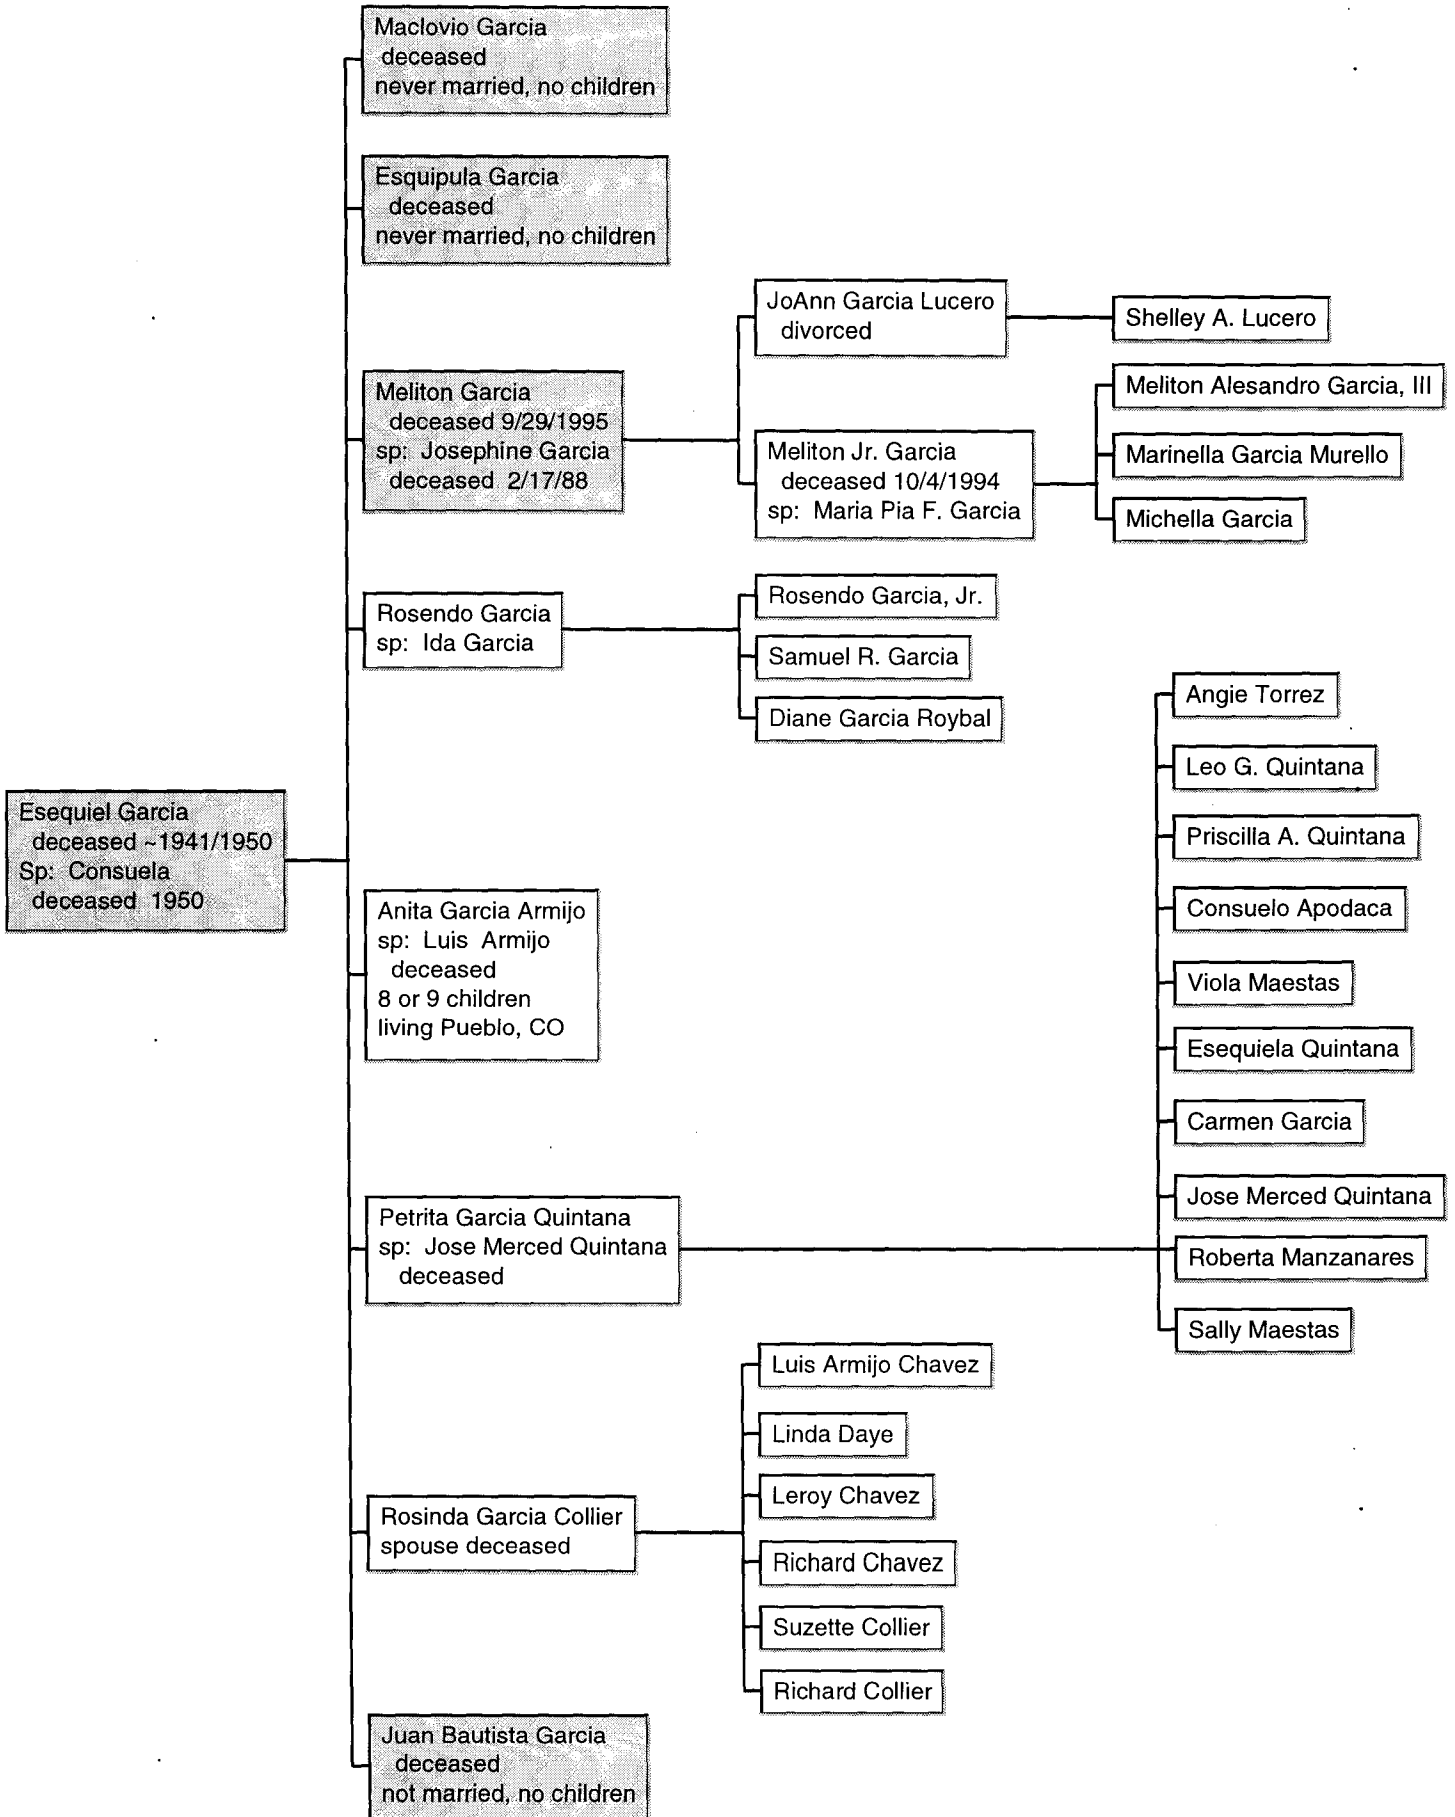 Maclovio Garcia
deceased
never married, no children
Esquipula Garcia
deceased
never married, no children
JoAnn Garcia Lucero
divorced
Shelley A. Lucero
Meliton Garcia
deceased 9/29/1995
sp: Josephine Garcia
deceased 2/17/88
Meliton Jr. Garcia
deceased 10/4/1994
sp: Maria Pia F. Garcia
Meliton Alesandro Garcia, III
Marinella Garcia Murello
Michella Garcia
Rosendo Garcia
sp: Ida Garcia
Rosendo Garcia, Jr.
Samuel R. Garcia
Diane Garcia Roybal
Esequiel Garcia
deceased ~1941/1950
Sp: Consuela
deceased 1950
Anita Garcia Armijo
sp: Luis Armijo
deceased
8 or 9 children
living Pueblo, CO
Petrita Garcia Quintana
sp: Jose Merced Quintana
deceased
Angie Torrez
Leo G. Quintana
Priscilla A. Quintana
Consuelo Apodaca
Viola Maestas
Esequiela Quintana
Carmen Garcia
Jose Merced Quintana
Roberta Manzanares
Sally Maestas
Rosinda Garcia Collier
spouse deceased
Luis Armijo Chavez
Linda Daye
Leroy Chavez
Richard Chavez
Suzette Collier
Richard Collier
Juan Bautista Garcia
deceased
not married, no children